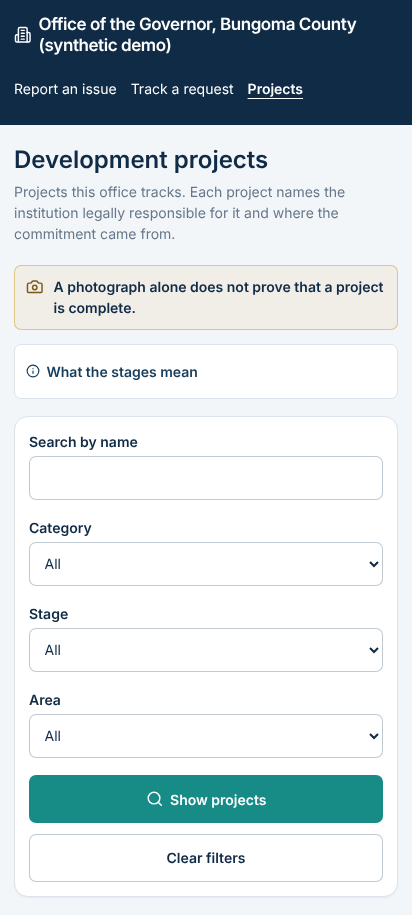 Office of the Governor, Bungoma County
(synthetic demo)
Report an issue Track a request Projects
Development projects
Projects this office tracks. Each project names the
institution legally responsible for it and where the
commitment came from.
A photograph alone does not prove that a project
is complete.
What the stages mean
Search by name
Category
All
Stage
All
Area
All
Show projects
Clear filters